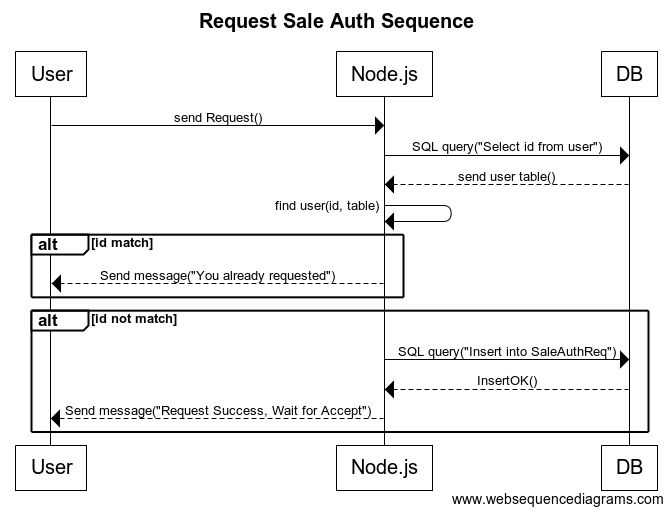 Request Sale Auth Sequence
User
Node.js
DB
send Request()
SQL query("Select id from user")
send user table()
find user(id, table)
alt
[id match]
Send message("You already requested")
alt
[id not match]
SQL query("Insert into SaleAuthReq")
InsertOK()
Send message("Request Success, Wait for Accept")
User
Node.js
DB
www.websequencediagrams.com